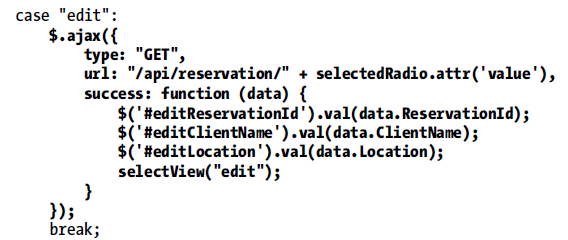 case "edit":
    $.ajax({
        type: "GET",
        url: "/api/reservation/" + selectedRadio.attr('value'),
        success: function (data) {
            $('#editReservationId').val(data.ReservationId);
            $('#editClientName').val(data.ClientName);
            $('#editLocation').val(data.Location);
            selectView("edit");
        }
    });
    break;